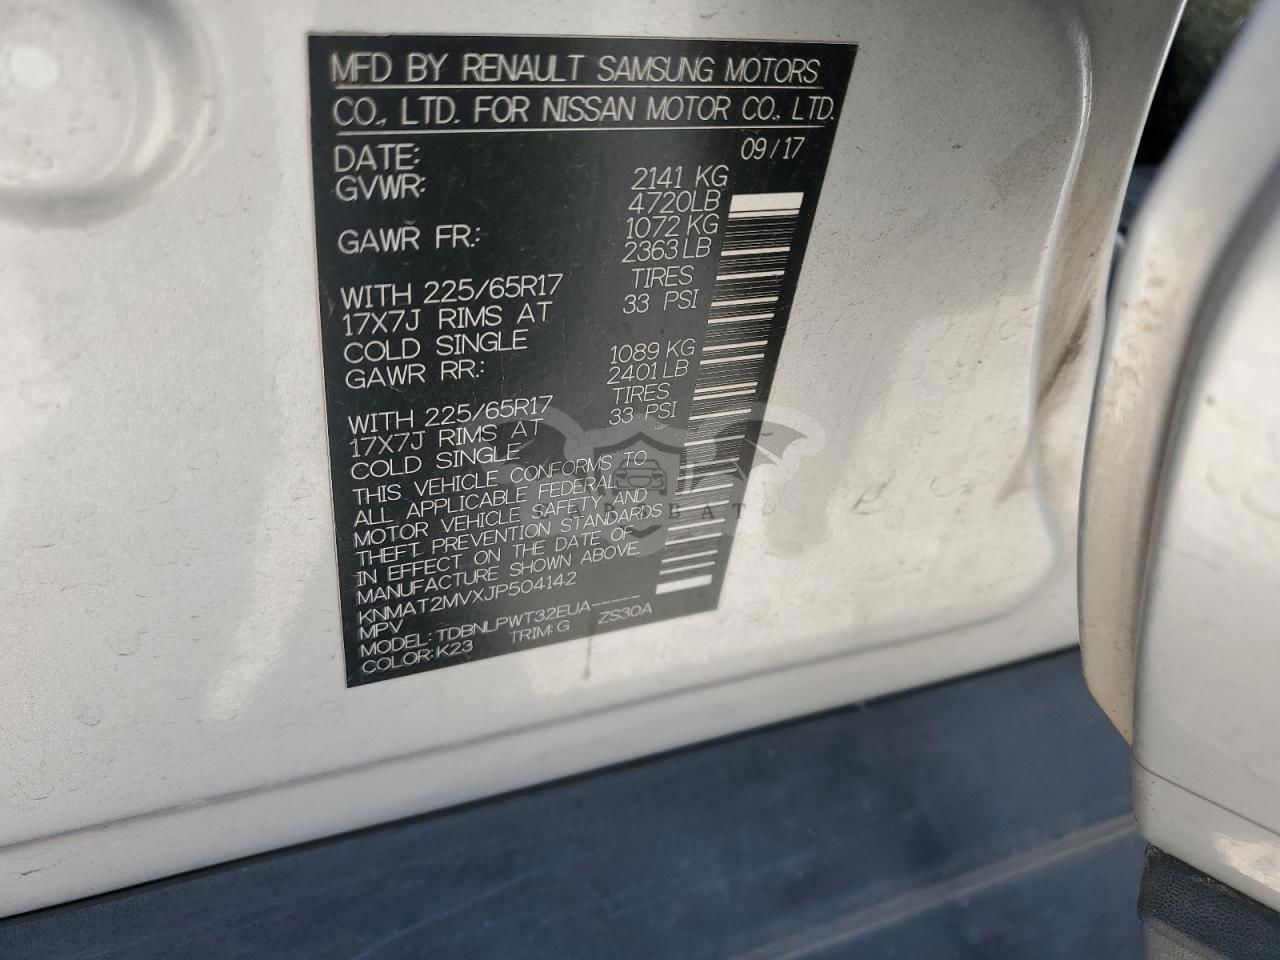 MFD BY RENAULT SAMSUNG MOTORS
CO., LTD. FOR NISSAN MOTOR CO., LTD.
DATE: 09/17
GVWR: 2141 KG
4720LB
GAWR FR.: 1072 KG
2363LB
WITH 225/65R17 TIRES
17X7J RIMS AT 33 PSI
COLD SINGLE
GAWR RR.: 1089 KG
2401LB
WITH 225/65R17 TIRES
17X7J RIMS AT 33 PSI
COLD SINGLE
THIS VEHICLE CONFORMS TO
ALL APPLICABLE FEDERAL
MOTOR VEHICLE SAFETY AND
THEFT PREVENTION STANDARDS
IN EFFECT ON THE DATE OF
MANUFACTURE SHOWN ABOVE.
KNMAT2MVXJP504142
MPV
MODEL: TDBNLPWT32EUA-----
COLOR:K23 TRIM:G ZS30A